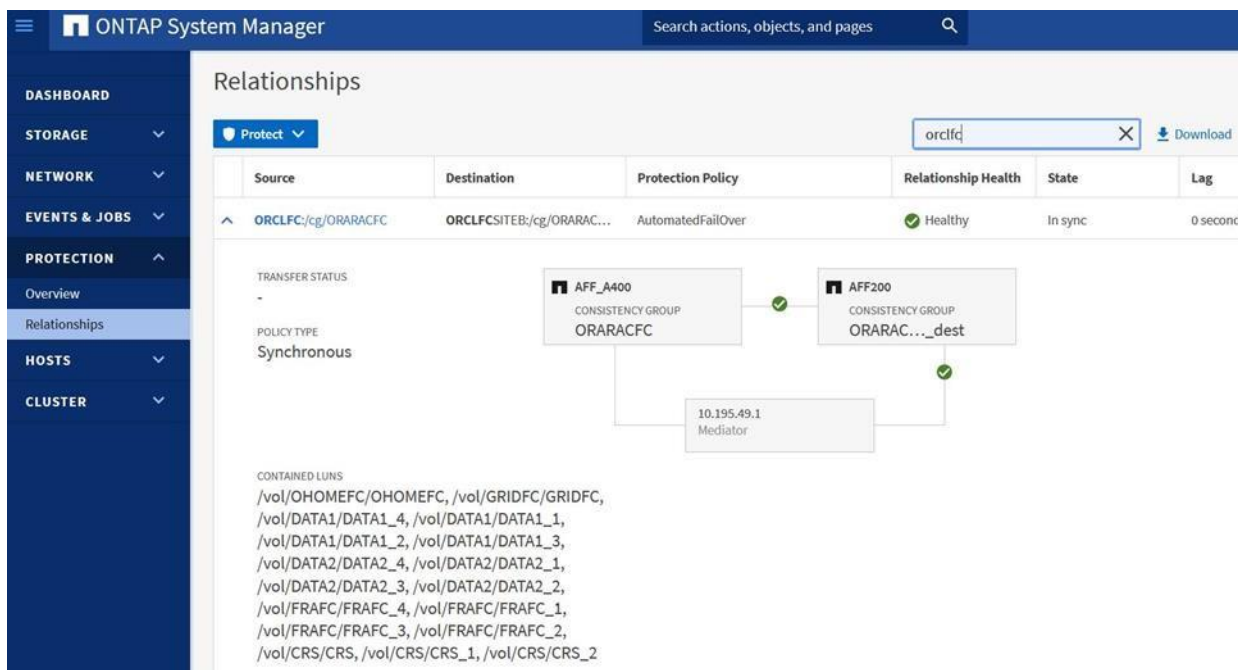 ONTAP System Manager
Search actions, objects, and pages
DASHBOARD
STORAGE
NETWORK
EVENTS & JOBS
PROTECTION
Overview
Relationships
HOSTS
CLUSTER
Relationships
Protect
orclfc
Download
Source Destination Protection Policy Relationship Health State Lag
ORCLFC:/cg/ORARACFC ORCLFCSITEB:/cg/ORARAC... AutomatedFailOver Healthy In sync 0 second
TRANSFER STATUS
-
POLICY TYPE
Synchronous
AFF_A400
CONSISTENCY GROUP
ORARACFC
AFF200
CONSISTENCY GROUP
ORARAC..._dest
10.195.49.1
Mediator
CONTAINED LUNS
/vol/OHOMEFC/OHOMEFC, /vol/GRIDFC/GRIDFC,
/vol/DATA1/DATA1_4, /vol/DATA1/DATA1_1,
/vol/DATA1/DATA1_2, /vol/DATA1/DATA1_3,
/vol/DATA2/DATA2_4, /vol/DATA2/DATA2_1,
/vol/DATA2/DATA2_3, /vol/DATA2/DATA2_2,
/vol/FRAFC/FRAFC_4, /vol/FRAFC/FRAFC_1,
/vol/FRAFC/FRAFC_3, /vol/FRAFC/FRAFC_2,
/vol/CRS/CRS, /vol/CRS/CRS_1, /vol/CRS/CRS_2